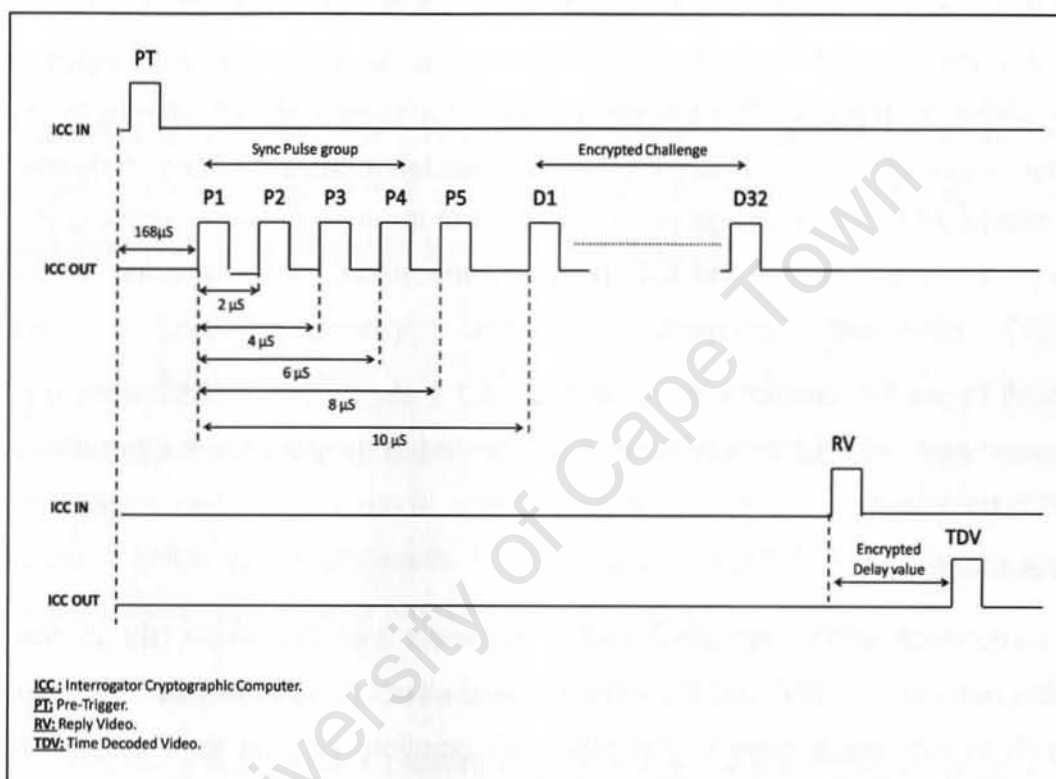 PT
ICC IN
Sync Pulse group
Encrypted Challenge
P1 P2 P3 P4 P5 D1 D32
168µS
ICC OUT
2 µS
4 µS
6 µS
8 µS
10 µS
RV
ICC IN
TDV
Encrypted
Delay value
ICC OUT
ICC : Interrogator Cryptographic Computer.
PT: Pre-Trigger.
RV: Reply Video.
TDV: Time Decoded Video.
University of Cape Town